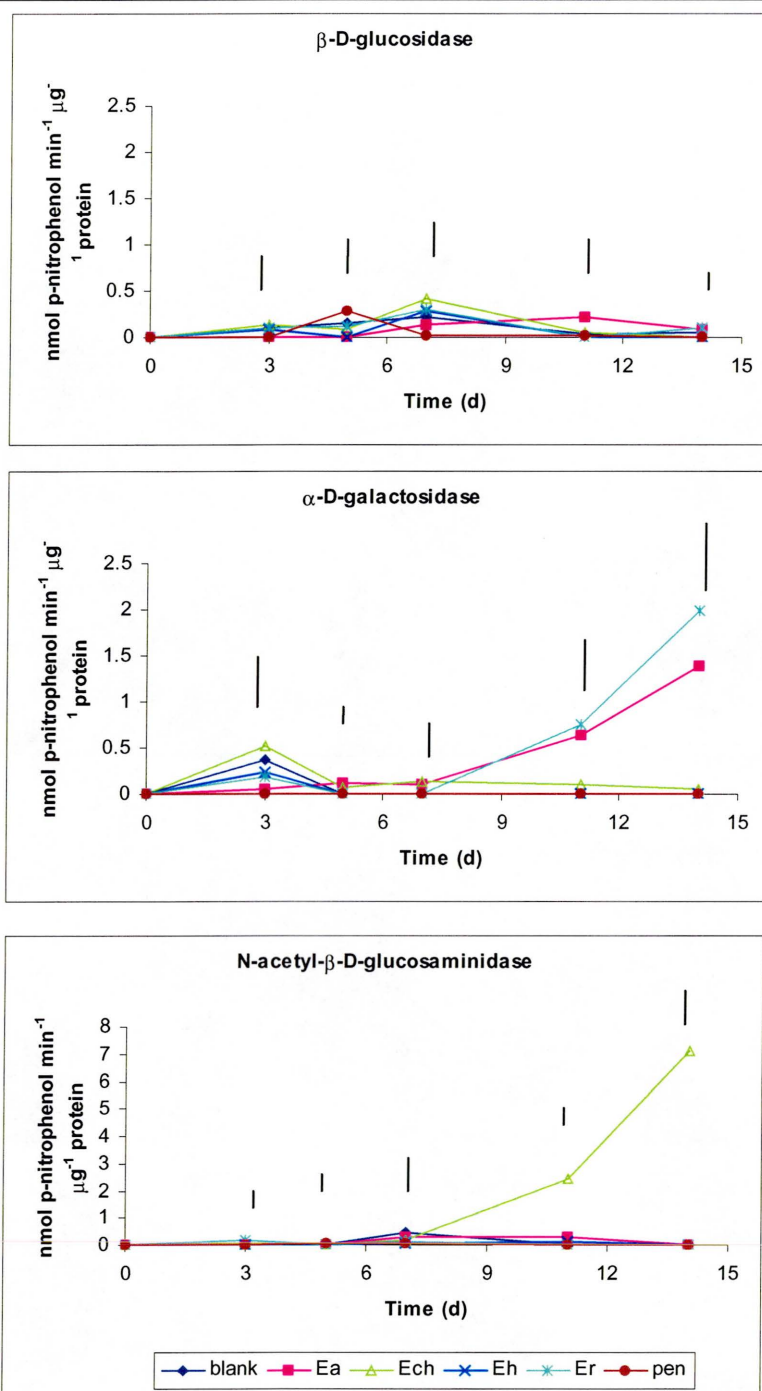 β-D-glucosidase
nmol p-nitrophenol min⁻¹ μg⁻
¹ protein
2.5
2
1.5
1
0.5
0
0 3 6 9 12 15
Time (d)
α-D-galactosidase
nmol p-nitrophenol min⁻¹ μg⁻
¹ protein
2.5
2
1.5
1
0.5
0
0 3 6 9 12 15
Time (d)
N-acetyl-β-D-glucosaminidase
nmol p-nitrophenol min⁻¹
μg⁻¹ protein
8
7
6
5
4
3
2
1
0
0 3 6 9 12 15
Time (d)
blank Ea Ech Eh Er pen